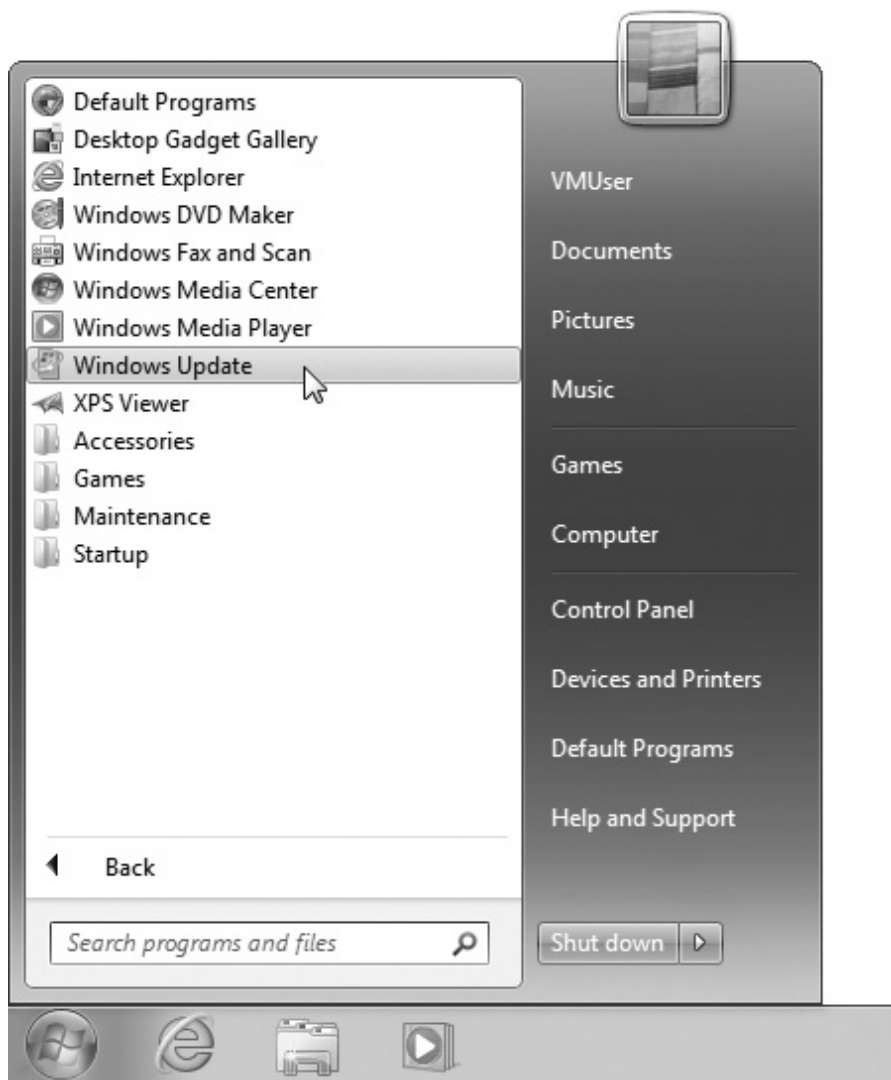 Default Programs
Desktop Gadget Gallery
Internet Explorer
Windows DVD Maker
Windows Fax and Scan
Windows Media Center
Windows Media Player
Windows Update
XPS Viewer
Accessories
Games
Maintenance
Startup
Back
Search programs and files
VMUser
Documents
Pictures
Music
Games
Computer
Control Panel
Devices and Printers
Default Programs
Help and Support
Shut down